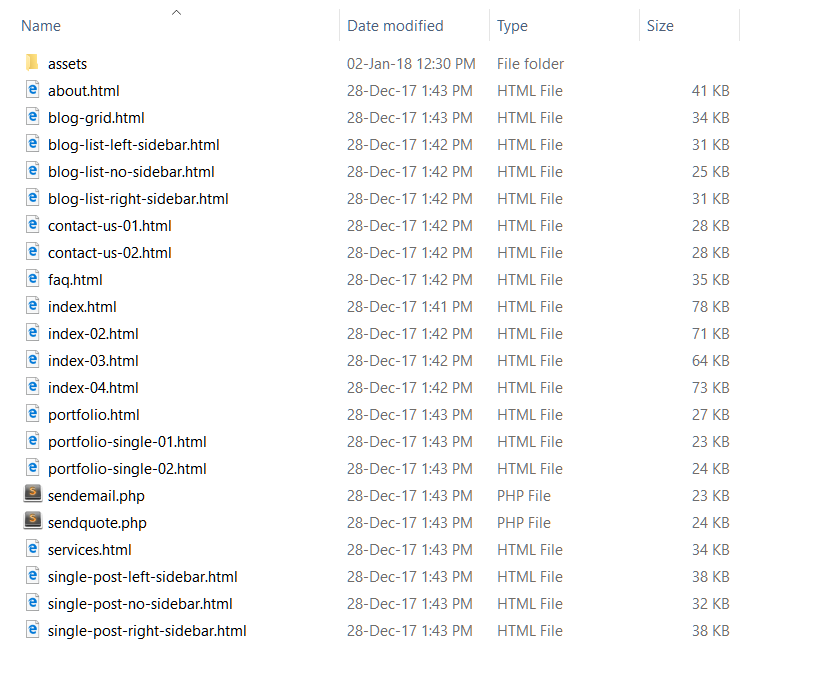 Name Date modified Type Size
assets 02-Jan-18 12:30 PM File folder
about.html 28-Dec-17 1:43 PM HTML File 41 KB
blog-grid.html 28-Dec-17 1:43 PM HTML File 34 KB
blog-list-left-sidebar.html 28-Dec-17 1:42 PM HTML File 31 KB
blog-list-no-sidebar.html 28-Dec-17 1:42 PM HTML File 25 KB
blog-list-right-sidebar.html 28-Dec-17 1:42 PM HTML File 31 KB
contact-us-01.html 28-Dec-17 1:42 PM HTML File 28 KB
contact-us-02.html 28-Dec-17 1:42 PM HTML File 28 KB
faq.html 28-Dec-17 1:42 PM HTML File 35 KB
index.html 28-Dec-17 1:41 PM HTML File 78 KB
index-02.html 28-Dec-17 1:42 PM HTML File 71 KB
index-03.html 28-Dec-17 1:42 PM HTML File 64 KB
index-04.html 28-Dec-17 1:42 PM HTML File 73 KB
portfolio.html 28-Dec-17 1:43 PM HTML File 27 KB
portfolio-single-01.html 28-Dec-17 1:43 PM HTML File 23 KB
portfolio-single-02.html 28-Dec-17 1:43 PM HTML File 24 KB
sendemail.php 28-Dec-17 1:43 PM PHP File 23 KB
sendquote.php 28-Dec-17 1:43 PM PHP File 24 KB
services.html 28-Dec-17 1:43 PM HTML File 34 KB
single-post-left-sidebar.html 28-Dec-17 1:43 PM HTML File 38 KB
single-post-no-sidebar.html 28-Dec-17 1:43 PM HTML File 32 KB
single-post-right-sidebar.html 28-Dec-17 1:43 PM HTML File 38 KB